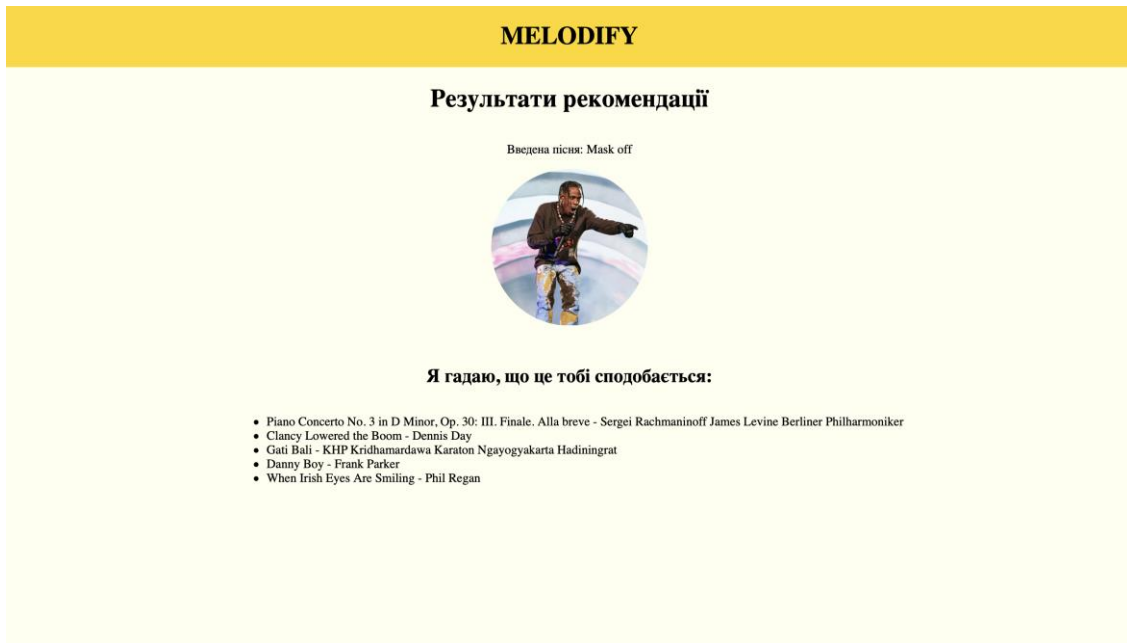 MELODIFY
Результати рекомендації
Введена пісня: Mask off
Я гадаю, що це тобі сподобається:
• Piano Concerto No. 3 in D Minor, Op. 30: III. Finale. Alla breve - Sergei Rachmaninoff James Levine Berliner Philharmoniker
• Clancy Lowered the Boom - Dennis Day
• Gati Bali - KHP Kridhamardawa Karaton Ngayogyakarta Hadiningrat
• Danny Boy - Frank Parker
• When Irish Eyes Are Smiling - Phil Regan